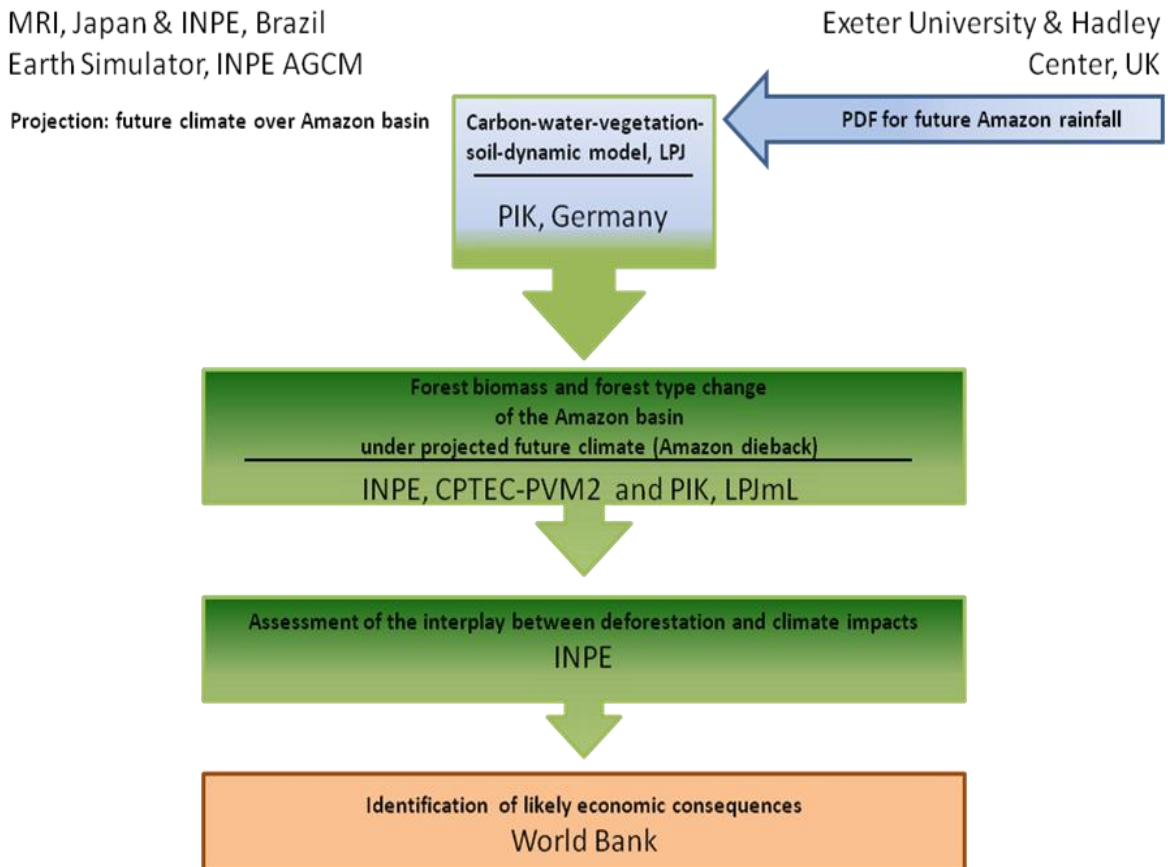 MRI, Japan & INPE, Brazil
Earth Simulator, INPE AGCM
Projection: future climate over Amazon basin
Exeter University & Hadley
Center, UK
PDF for future Amazon rainfall
Carbon-water-vegetation-
soil-dynamic model, LPJ
PIK, Germany
Forest biomass and forest type change
of the Amazon basin
under projected future climate (Amazon dieback)
INPE, CPTEC-PVM2 and PIK, LPJmL
Assessment of the interplay between deforestation and climate impacts
INPE
Identification of likely economic consequences
World Bank